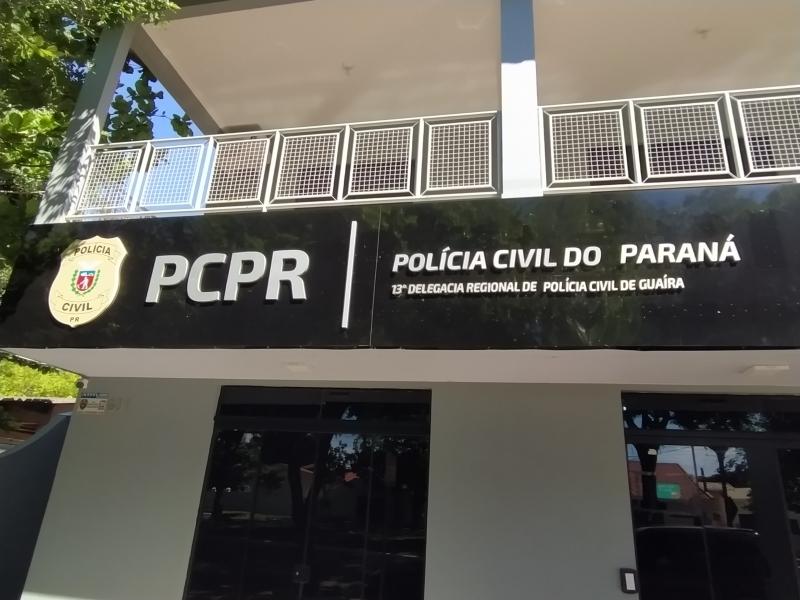 POLÍCIA
CIVIL
PR
PCPR
POLÍCIA CIVIL DO PARANÁ
13ª DELEGACIA REGIONAL DE POLÍCIA CIVIL DE GUAÍRA